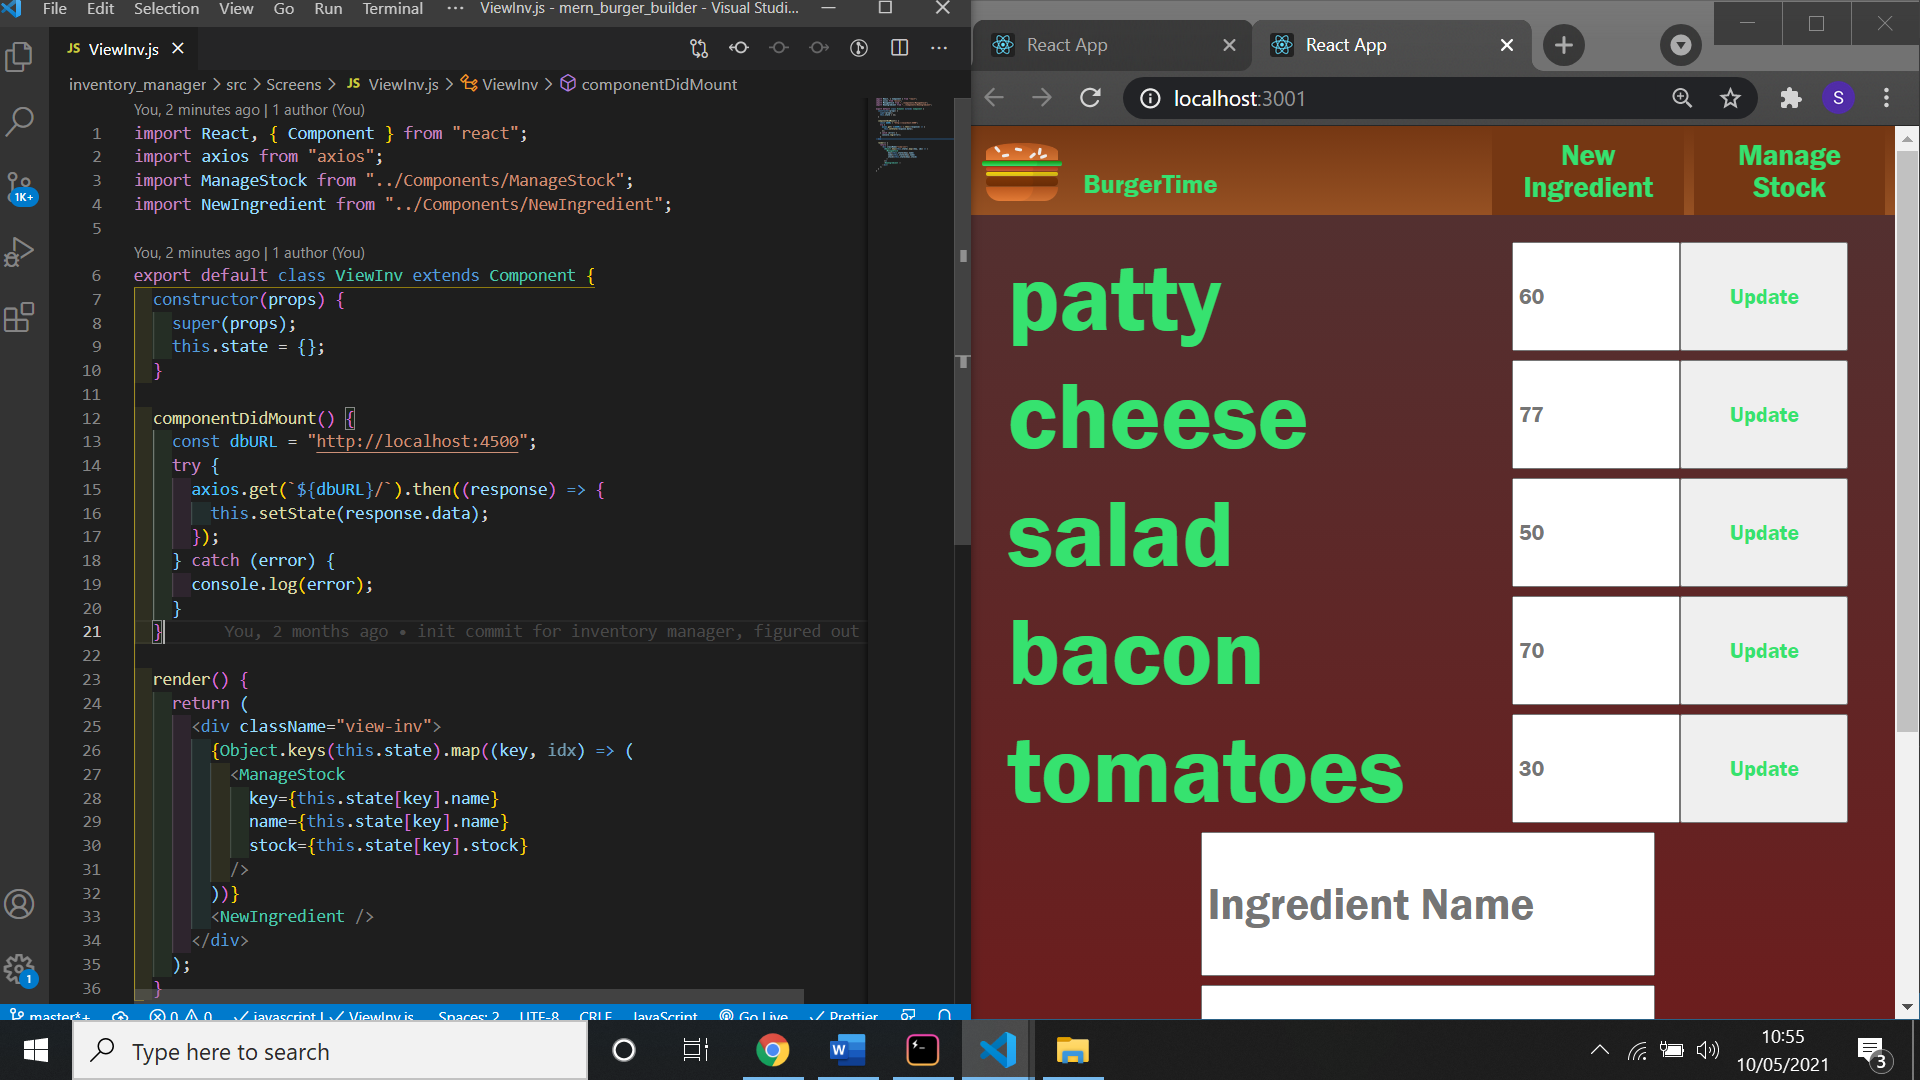 File Edit Selection View Go Run Terminal ··· ViewInv.js - mern_burger_builder - Visual Studi...
JS ViewInv.js
inventory_manager > src > Screens > JS ViewInv.js > ViewInv > componentDidMount
You, 2 minutes ago | 1 author (You)
1 import React, { Component } from "react";
2 import axios from "axios";
3 import ManageStock from "../Components/ManageStock";
4 import NewIngredient from "../Components/NewIngredient";
5
You, 2 minutes ago | 1 author (You)
6 export default class ViewInv extends Component {
7 constructor(props) {
8 super(props);
9 this.state = {};
10 }
11
12 componentDidMount() {
13 const dbURL = "http://localhost:4500";
14 try {
15 axios.get(`${dbURL}/`).then((response) => {
16 this.setState(response.data);
17 });
18 } catch (error) {
19 console.log(error);
20 }
21 } You, 2 months ago • init commit for inventory manager, figured out
22
23 render() {
24 return (
25 <div className="view-inv">
26 {Object.keys(this.state).map((key, idx) => (
27 <ManageStock
28 key={this.state[key].name}
29 name={this.state[key].name}
30 stock={this.state[key].stock}
31 />
32 ))}
33 <NewIngredient />
34 </div>
35 );
36 }
1K+
1
master*+ 0 0 javascript | ViewInv.js Spaces: 2 UTF-8 CRLF JavaScript Go Live Prettier
React App
React App
localhost:3001
S
BurgerTime
New Ingredient
Manage Stock
patty 60 Update
cheese 77 Update
salad 50 Update
bacon 70 Update
tomatoes 30 Update
Ingredient Name
Type here to search
10:55
10/05/2021
3